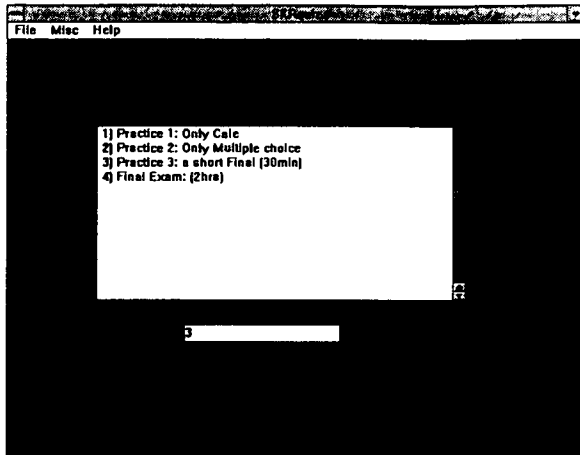 File Misc Help
1) Practice 1: Only Calc
2) Practice 2: Only Multiple choice
3) Practice 3: a short Final (30min)
4) Final Exam: (2hrs)
3